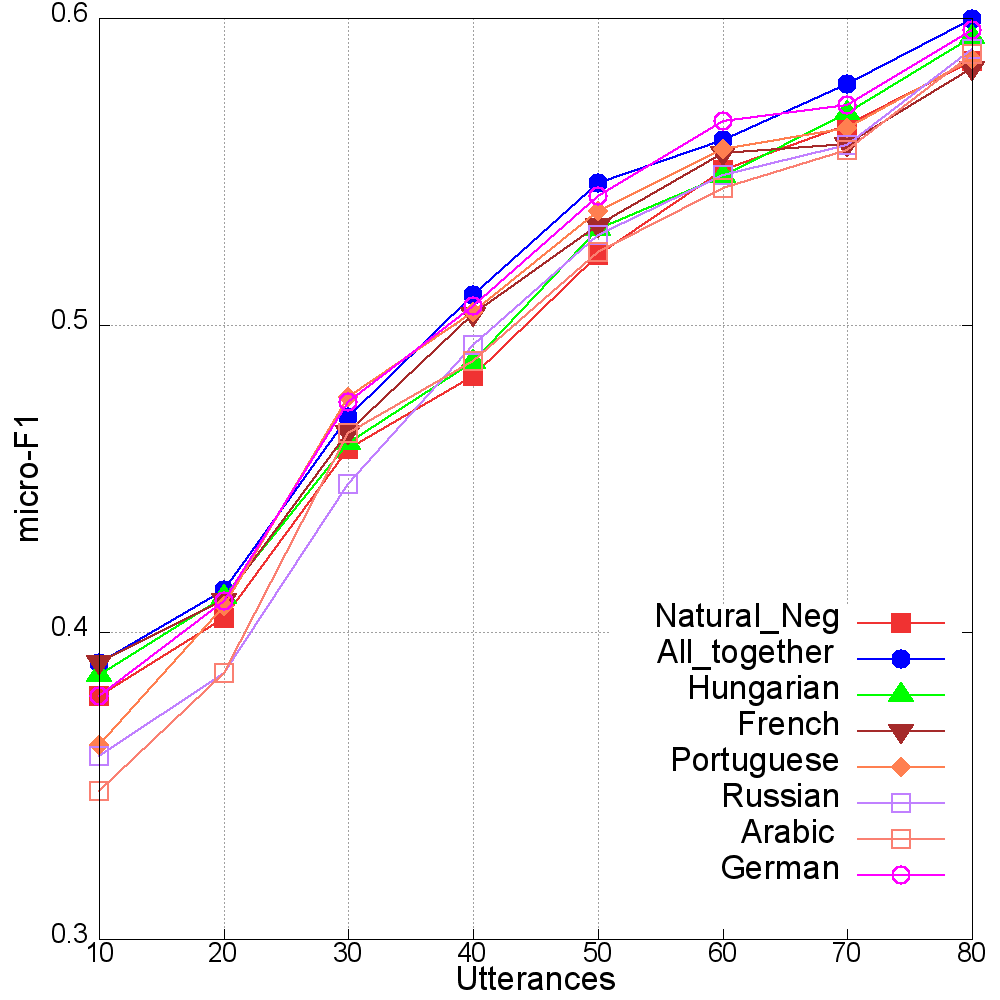 0.6
0.5
0.4
0.3
micro-F1
Natural_Neg
All_together
Hungarian
French
Portuguese
Russian
Arabic
German
10 20 30 40 50 60 70 80
Utterances